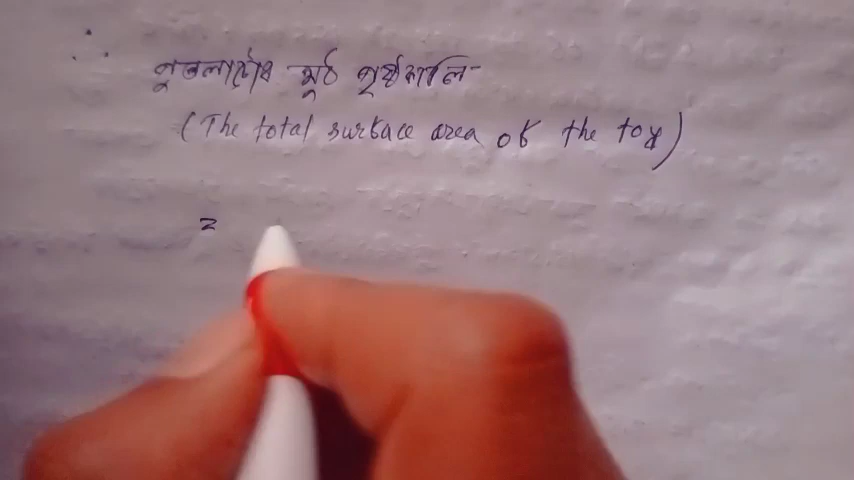 ∴ পুতলাটোৰ মুঠ পৃষ্ঠকালি
(The total surface area of the toy)
=